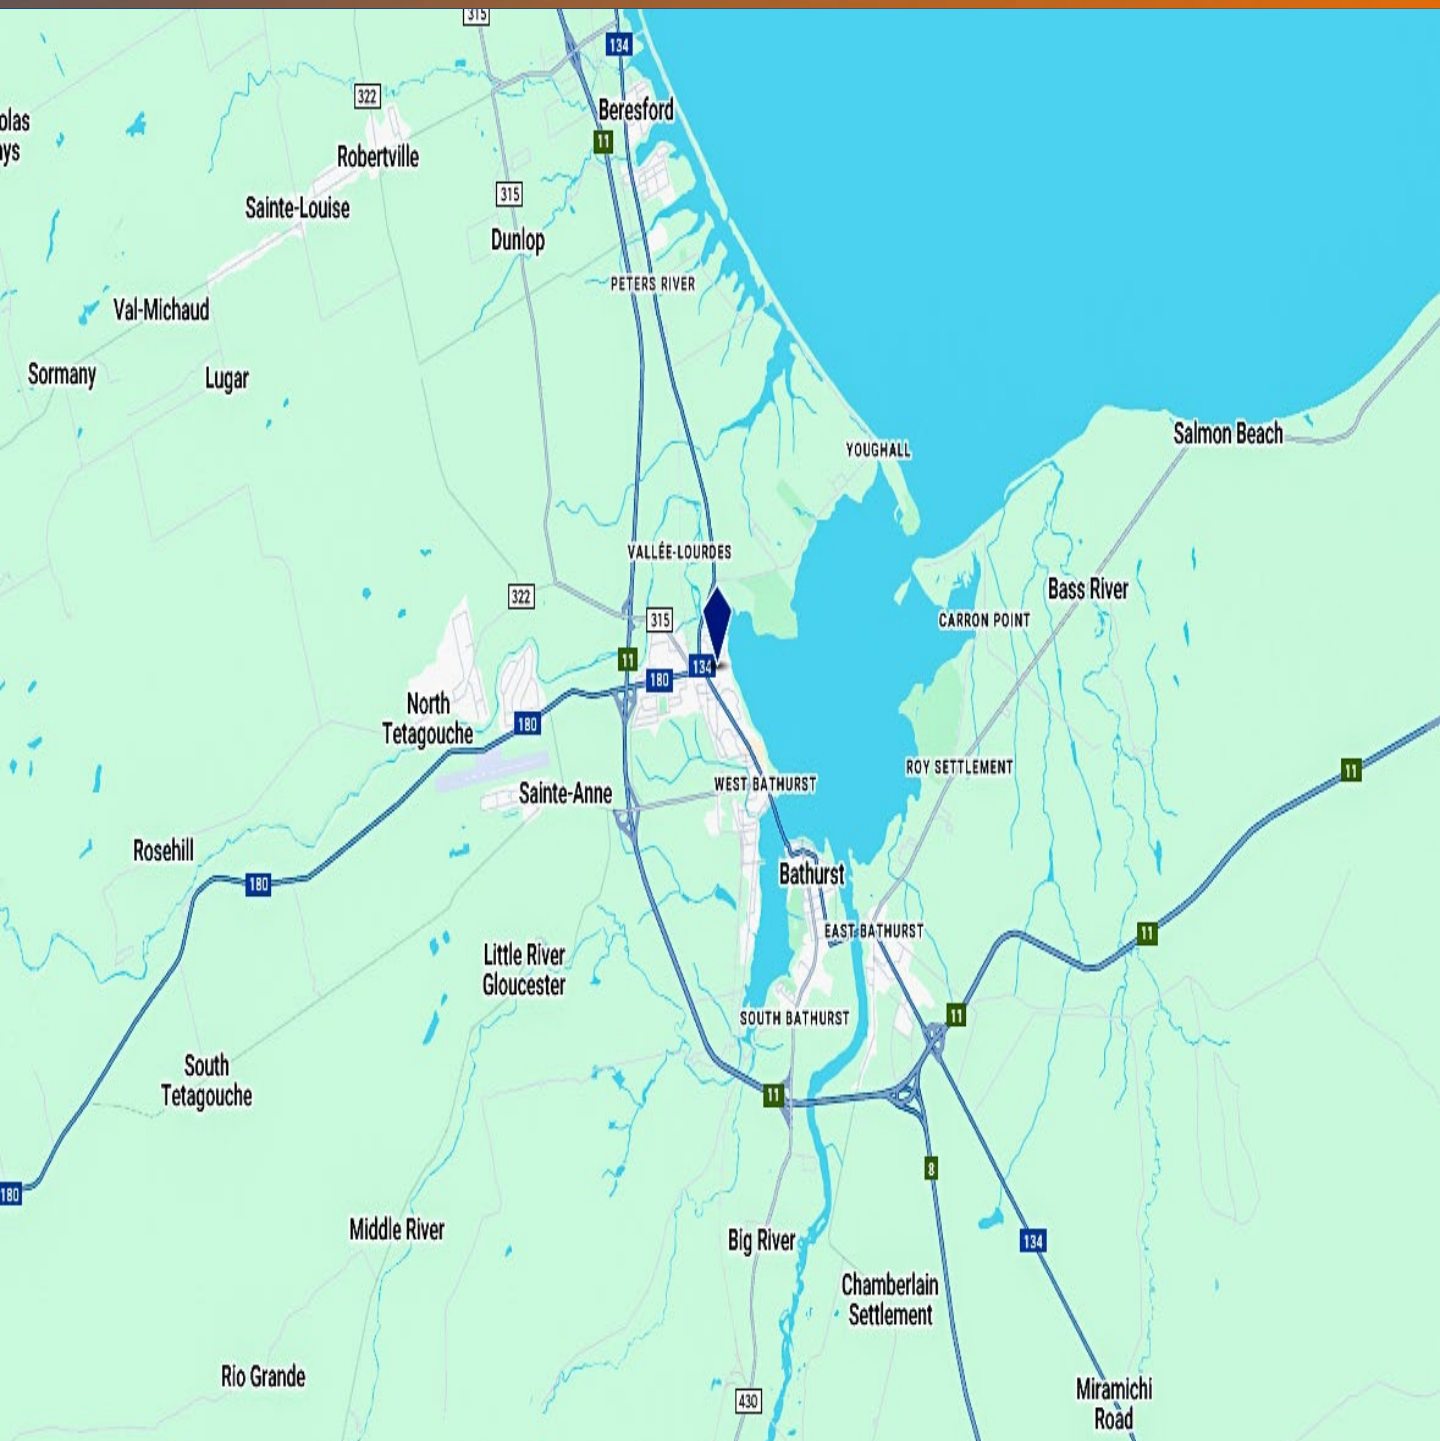 315
134
322
Beresford
11
olas
ays
Robertville
315
Sainte-Louise
Dunlop
PETERS RIVER
Val-Michaud
Sormany
Lugar
Salmon Beach
YOUGHALL
VALLÉE-LOURDES
322
Bass River
315
CARRON POINT
11
134
180
North
Tetagouche
180
ROY SETTLEMENT
11
WEST BATHURST
Sainte-Anne
Rosehill
180
Bathurst
EAST BATHURST
11
Little River
Gloucester
11
SOUTH BATHURST
South
Tetagouche
11
8
180
Middle River
Big River
134
Chamberlain
Settlement
Rio Grande
Miramichi
Road
430